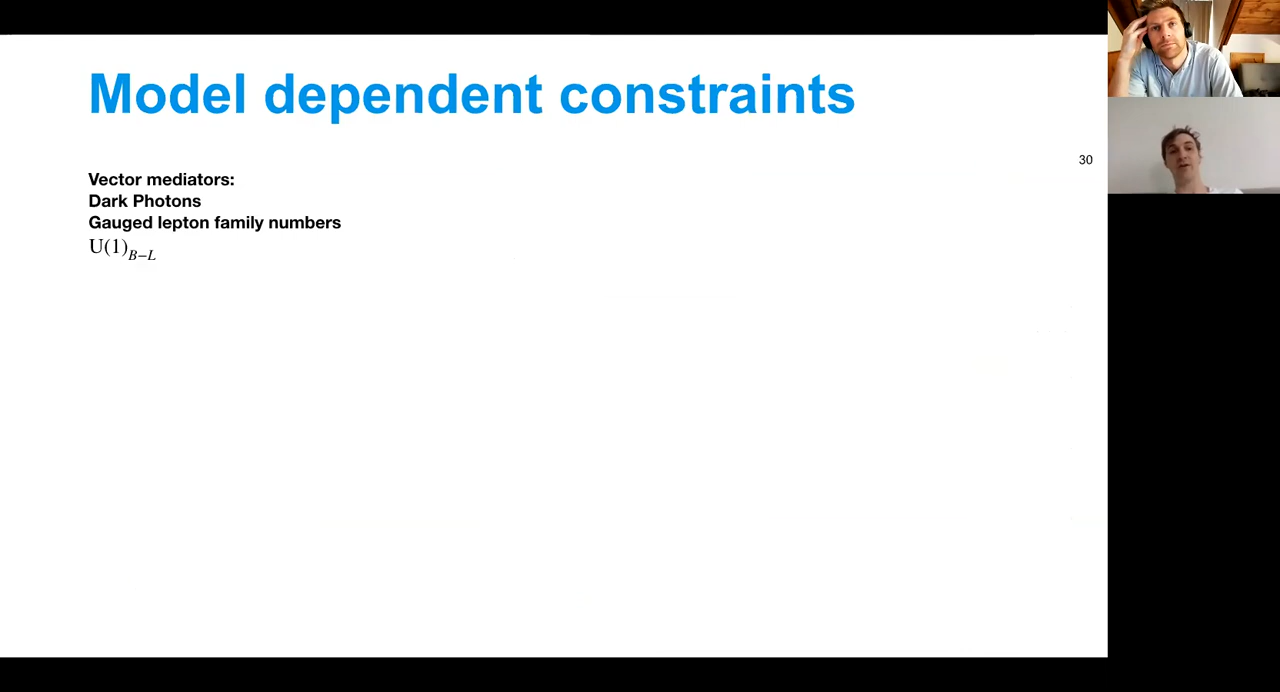 Model dependent constraints
30
Vector mediators:
Dark Photons
Gauged lepton family numbers
U(1)_{B−L}